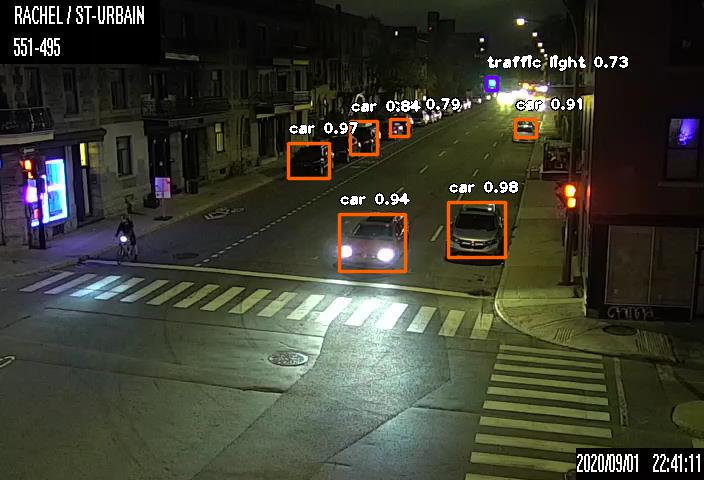 RACHEL / ST-URBAIN
551-495
traffic light 0.73
car 0.84
0.79
car 0.91
car 0.97
car 0.94
car 0.98
2020/09/01 22:41:11